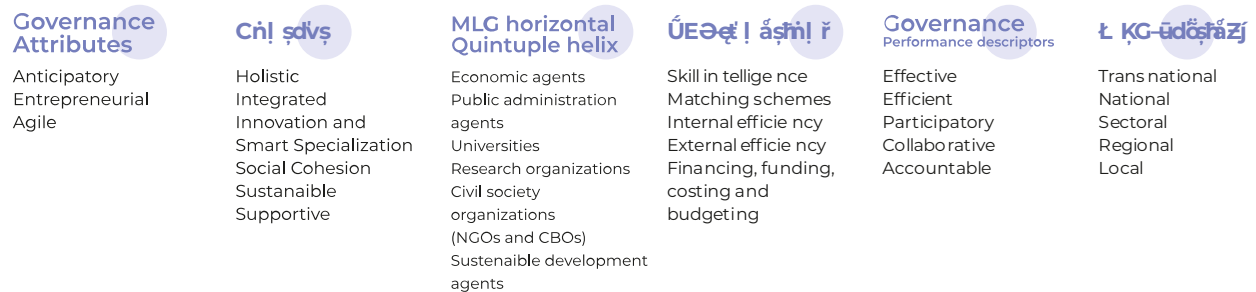 Governance
Attributes
Anticipatory
Entrepreneurial
Agile
Holistic
Integrated
Innovation and
Smart Specialization
Social Cohesion
Sustanaible
Supportive
MLG horizontal
Quintuple helix
Economic agents
Public administration
agents
Universities
Research organizations
Civil society
organizations
(NGOs and CBOs)
Sustenaible development
agents
Skill in tellige nce
Matching schemes
Internal efficie ncy
External efficie ncy
Financing, funding,
costing and
budgeting
Governance
Performance descriptors
Effective
Efficient
Participatory
Collaborative
Accountable
Trans national
National
Sectoral
Regional
Local